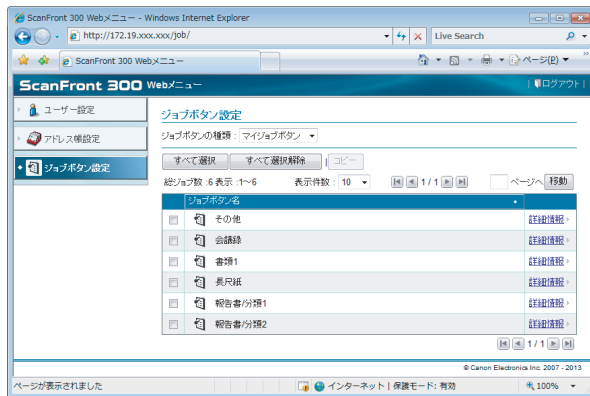 ScanFront 300 Webメニュー - Windows Internet Explorer
http://172.19.xxx.xxx/job/
Live Search
ScanFront 300 Webメニュー
ページ(P)
ScanFront 300 Webメニュー
ログアウト
ユーザー設定
アドレス帳設定
ジョブボタン設定
ジョブボタン設定
ジョブボタンの種類 : マイジョブボタン
すべて選択 すべて選択解除 | コピー
総ジョブ数 :6 表示 :1～6 表示件数 : 10 1 / 1 ページへ 移動
ジョブボタン名
その他 詳細情報
会議録 詳細情報
書類1 詳細情報
長尺紙 詳細情報
報告書/分類1 詳細情報
報告書/分類2 詳細情報
1 / 1
© Canon Electronics Inc. 2007 - 2013
ページが表示されました
インターネット | 保護モード: 有効
100%